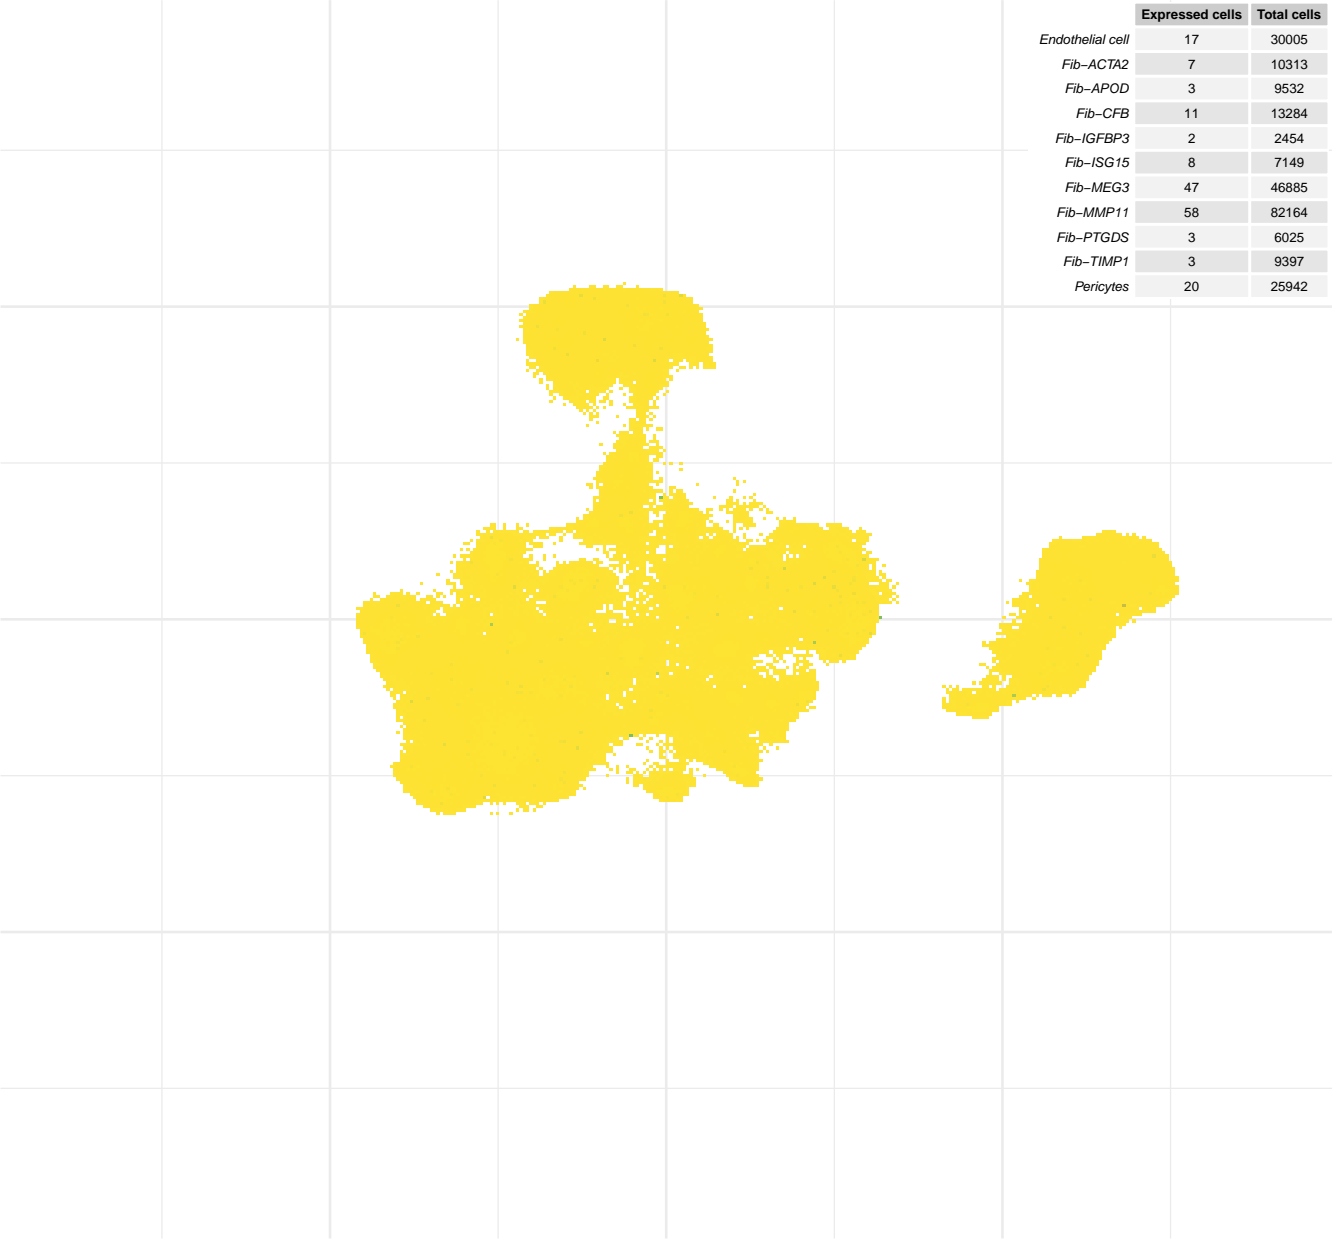 Expressed cells Total cells
Endothelial cell 17 30005
Fib−ACTA2 7 10313
Fib−APOD 3 9532
Fib−CFB 11 13284
Fib−IGFBP3 2 2454
Fib−ISG15 8 7149
Fib−MEG3 47 46885
Fib−MMP11 58 82164
Fib−PTGDS 3 6025
Fib−TIMP1 3 9397
Pericytes 20 25942